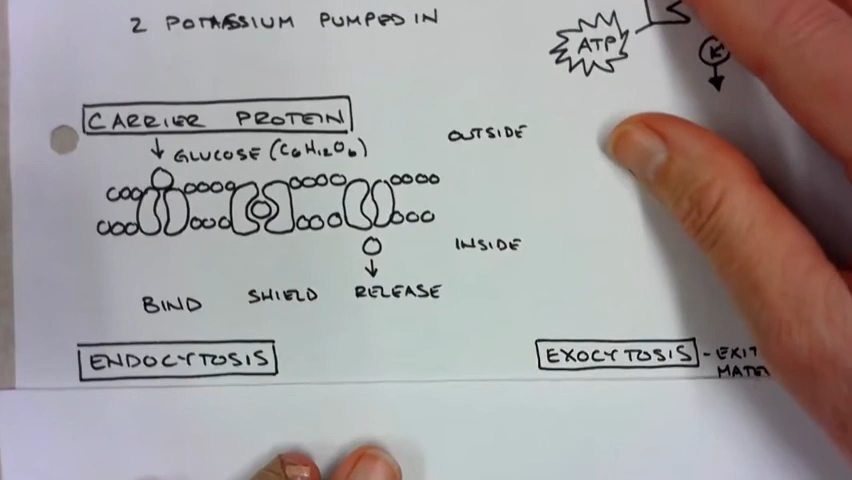 2 POTASSIUM PUMPED IN
ATP
K
CARRIER PROTEIN
GLUCOSE (C6H12O6)
OUTSIDE
INSIDE
BIND SHIELD RELEASE
ENDOCYTOSIS
EXOCYTOSIS - EXIT